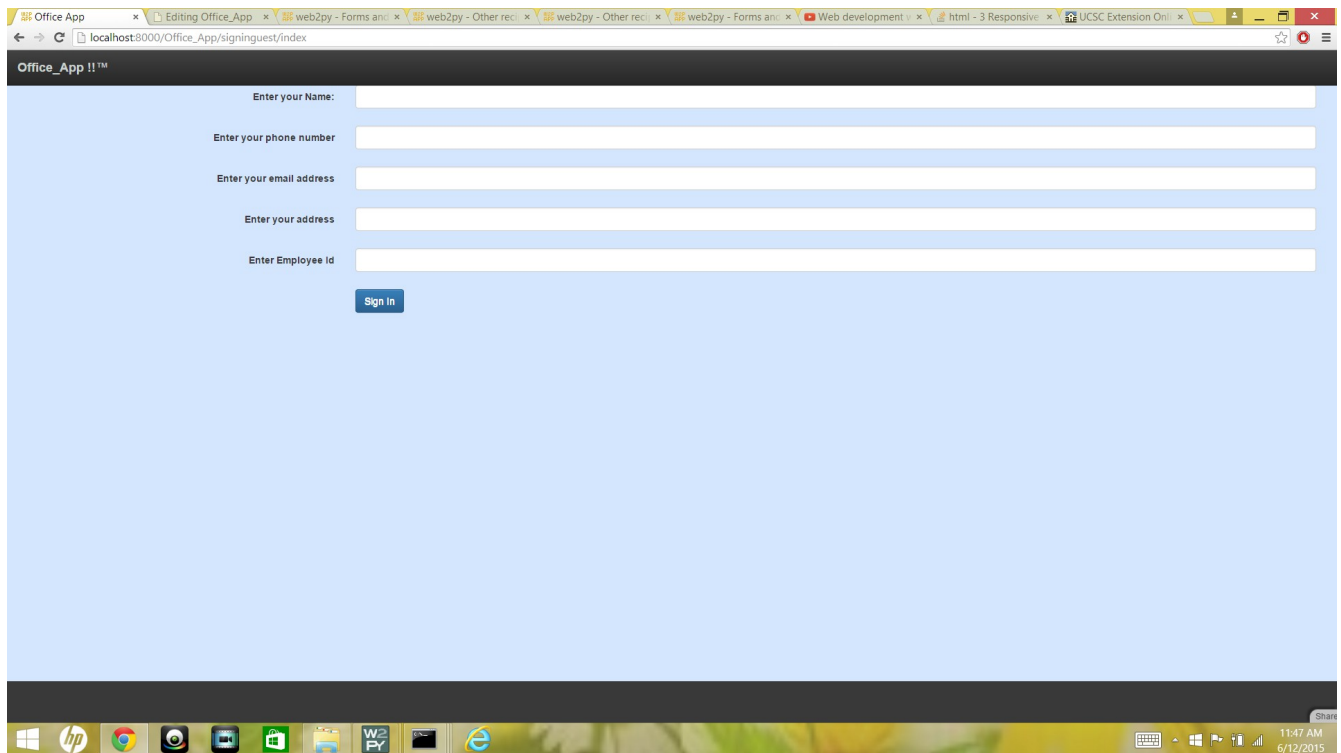 Office App
Editing Office_App
web2py - Forms and
web2py - Other reci
web2py - Other reci
web2py - Forms and
Web development
html - 3 Responsive
UCSC Extension Onli
localhost:8000/Office_App/signinguest/index
Office_App !!™
Enter your Name:
Enter your phone number
Enter your email address
Enter your address
Enter Employee Id
Sign In
Share
hp
W2
PY
11:47 AM
6/12/2015